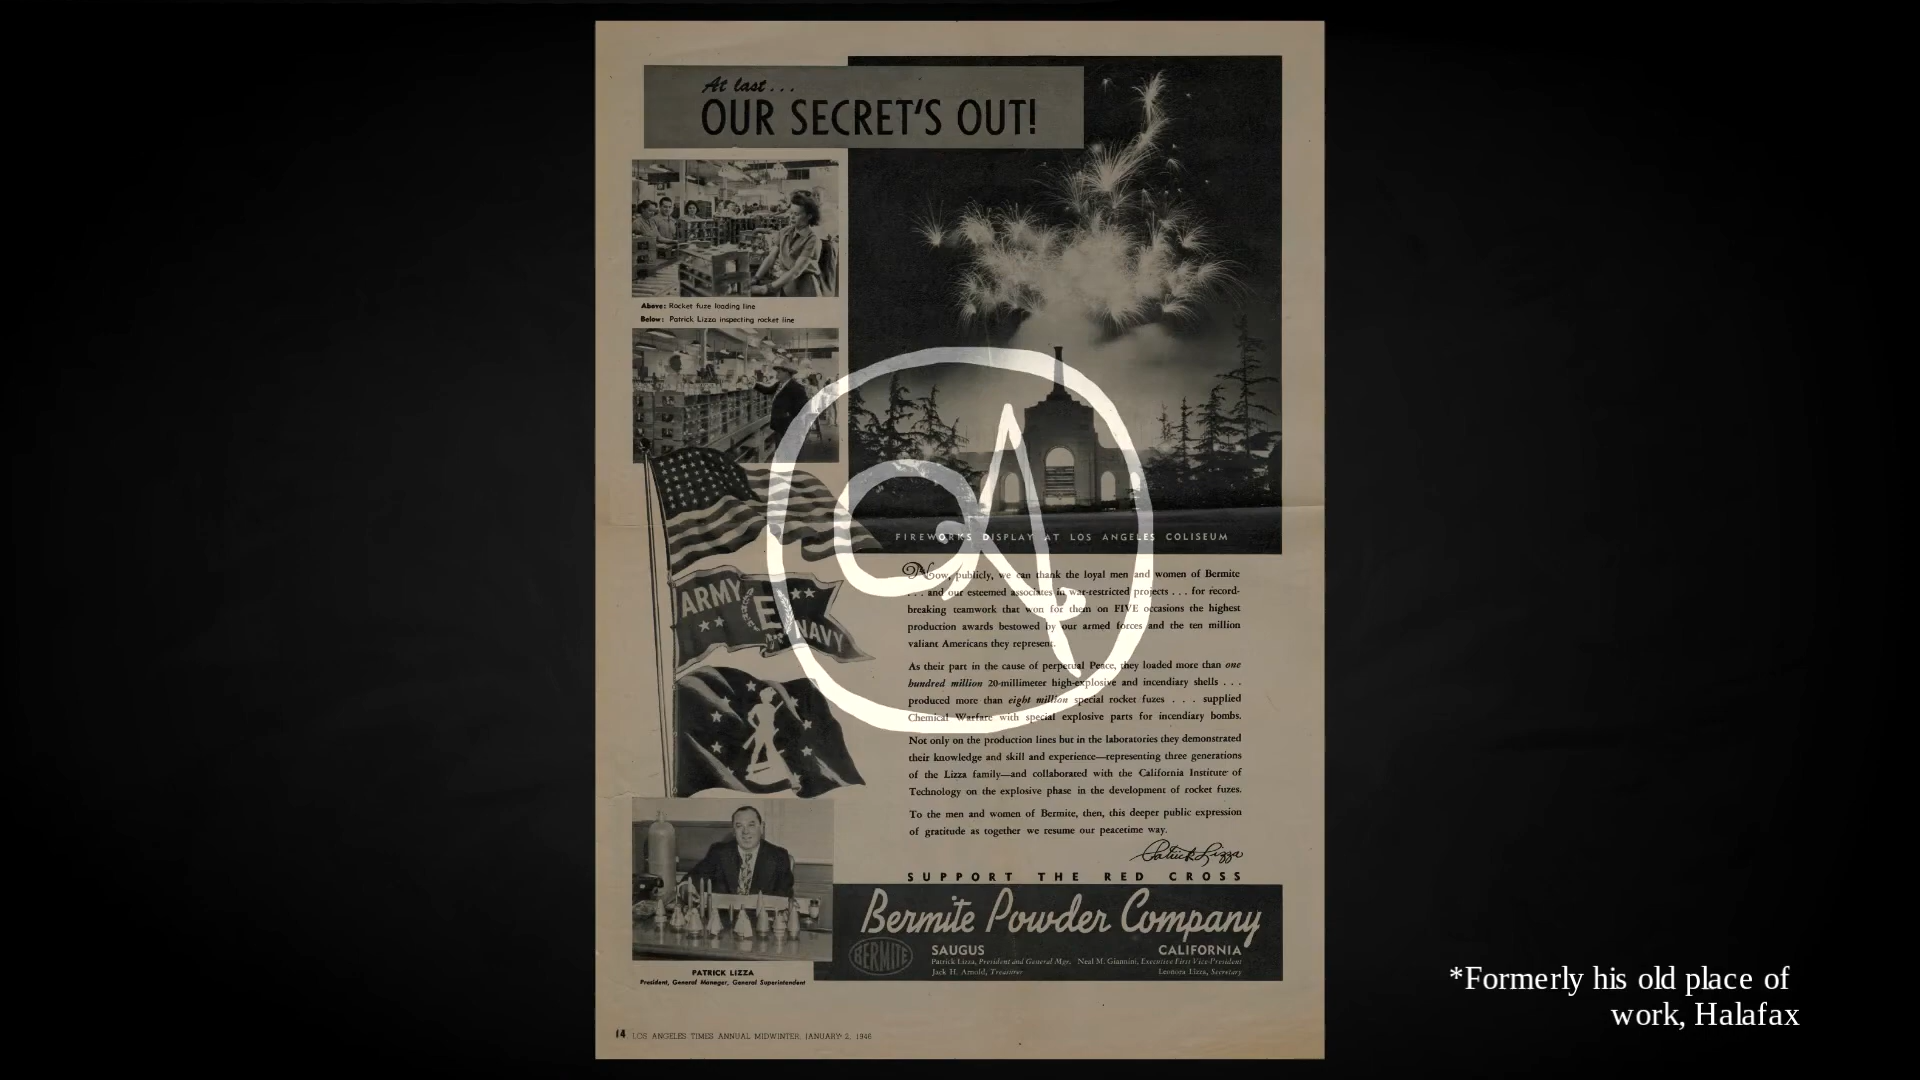 At last...
OUR SECRET'S OUT!
Above: Rocket fuze loading line
Below: Patrick Lizza inspecting rocket line
FIREWORKS DISPLAY AT LOS ANGELES COLISEUM
ARMY
E
NAVY
Now, publicly, we can thank the loyal men and women of Bermite
. . . and our esteemed associates in war-restricted projects . . . for record-
breaking teamwork that won for them on FIVE occasions the highest
production awards bestowed by our armed forces and the ten million
valiant Americans they represent.
As their part in the cause of perpetual Peace, they loaded more than one
hundred million 20-millimeter high-explosive and incendiary shells . . .
produced more than eight million special rocket fuzes . . . supplied
Chemical Warfare with special explosive parts for incendiary bombs.
Not only on the production lines but in the laboratories they demonstrated
their knowledge and skill and experience—representing three generations
of the Lizza family—and collaborated with the California Institute of
Technology on the explosive phase in the development of rocket fuzes.
To the men and women of Bermite, then, this deeper public expression
of gratitude as together we resume our peacetime way.
Patrick Lizza
SUPPORT THE RED CROSS
Bermite Powder Company
BERMITE
SAUGUS CALIFORNIA
Patrick Lizza, President and General Mgr. Neal M. Giannini, Executive First Vice-President
Jack H. Arnold, Treasurer Leonora Lizza, Secretary
PATRICK LIZZA
President, General Manager, General Superintendent
14 LOS ANGELES TIMES ANNUAL MIDWINTER, JANUARY 2, 1946
*Formerly his old place of
work, Halafax